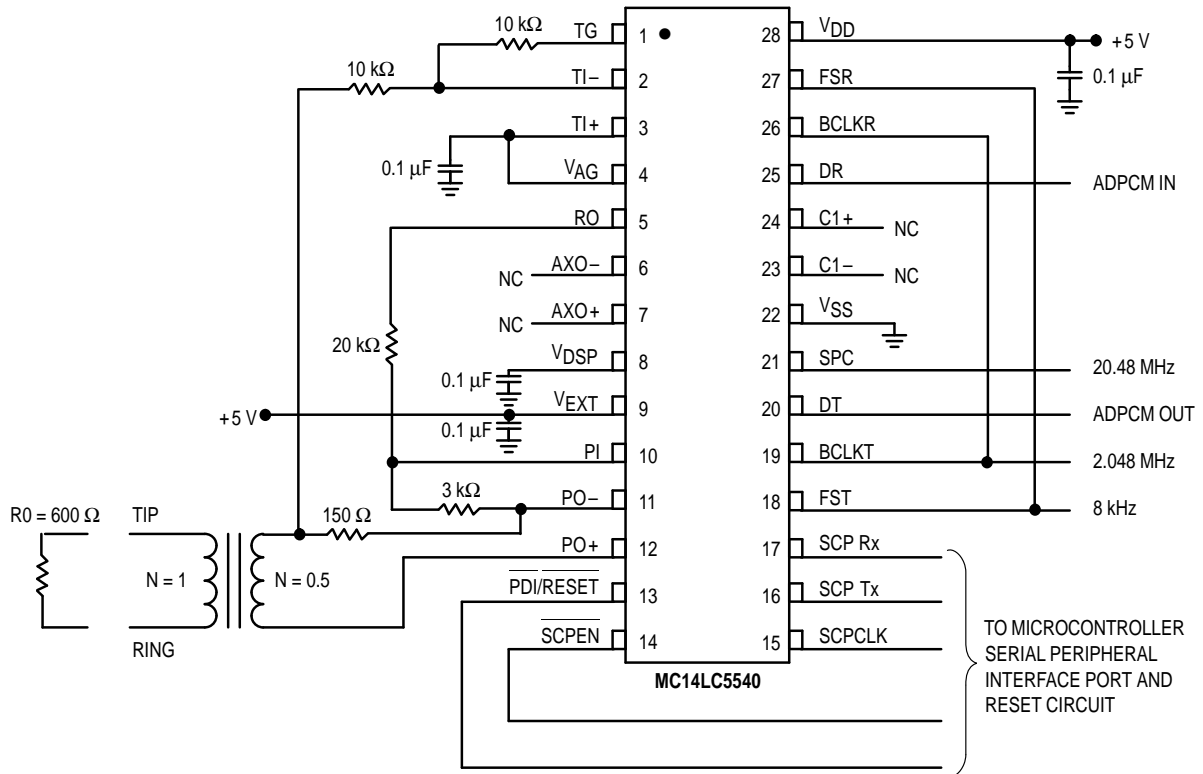 10 kΩ
TG
1
28
VDD
+5 V
10 kΩ
TI–
2
27
FSR
0.1 μF
TI+
3
26
BCLKR
0.1 μF
VAG
4
25
DR
ADPCM IN
RO
5
24
C1+
NC
AXO–
NC
6
23
C1–
NC
AXO+
NC
7
22
VSS
20 kΩ
VDSP
8
21
SPC
20.48 MHz
0.1 μF
VEXT
+5 V
9
20
DT
ADPCM OUT
0.1 μF
PI
10
19
BCLKT
2.048 MHz
3 kΩ
PO–
11
18
FST
8 kHz
R0 = 600 Ω
TIP
150 Ω
PO+
12
17
SCP Rx
N = 1
N = 0.5
PDI/RESET
13
16
SCP Tx
RING
SCPEN
14
15
SCPCLK
MC14LC5540
TO MICROCONTROLLER
SERIAL PERIPHERAL
INTERFACE PORT AND
RESET CIRCUIT